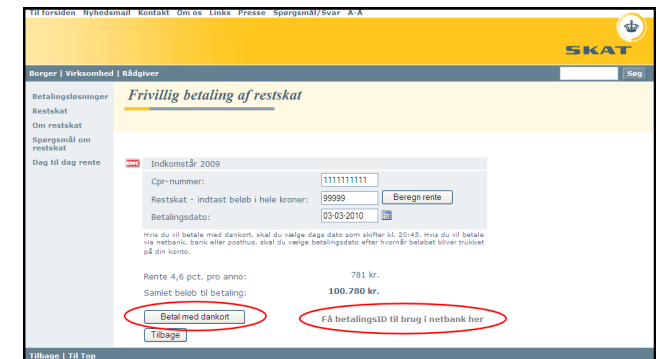 Til forsiden Nyhedsmail Kontakt Om os Links Presse Spørgsmål/Svar A-A
SKAT
Borger | Virksomhed | Rådgiver
Søg
Betalingsløsninger
Restskat
Om restskat
Spørgsmål om
restskat
Dag til dag rente
Frivillig betaling af restskat
Indkomstår 2009
Cpr-nummer: 1111111111
Restskat - indtast beløb i hele kroner: 99999 Beregn rente
Betalingsdato: 03-03-2010
Hvis du vil betale med dankort, skal du vælge dags dato som skifter kl. 20:45. Hvis du vil betale
via netbank, bank eller posthus, skal du vælge betalingsdato efter hvornår beløbet bliver trukket
på din konto.
Rente 4,6 pct. pro anno: 781 kr.
Samlet beløb til betaling: 100.780 kr.
Betal med dankort
Få betalingsID til brug i netbank her
Tilbage
Tilbage | Til Top